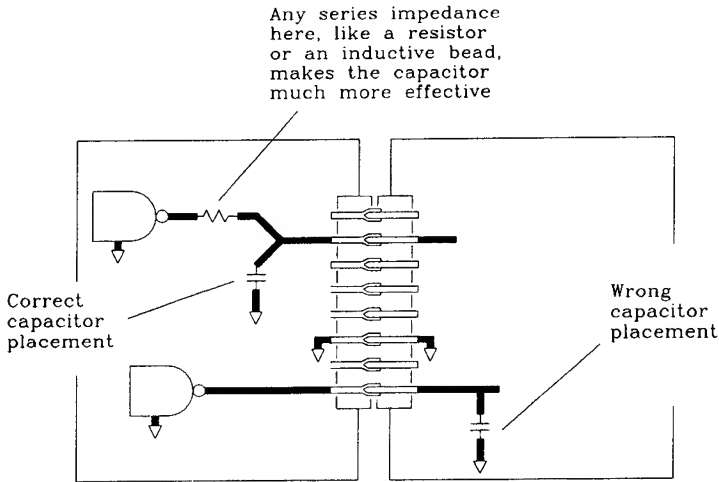 Any series impedance
here, like a resistor
or an inductive bead,
makes the capacitor
much more effective
Correct
capacitor
placement
Wrong
capacitor
placement